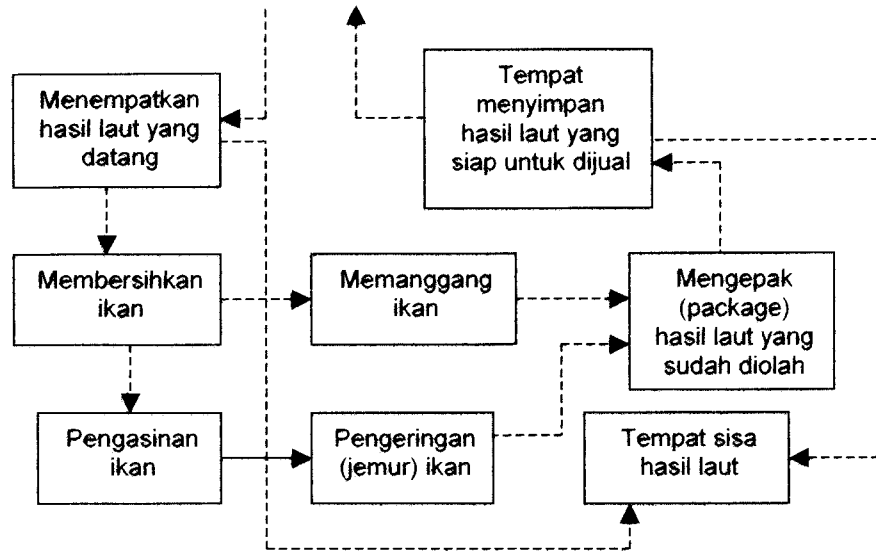 Menempatkan
hasil laut yang
datang
Tempat
menyimpan
hasil laut yang
siap untuk dijual
Membersihkan
ikan
Memanggang
ikan
Mengepak
(package)
hasil laut yang
sudah diolah
Pengasinan
ikan
Pengeringan
(jemur) ikan
Tempat sisa
hasil laut